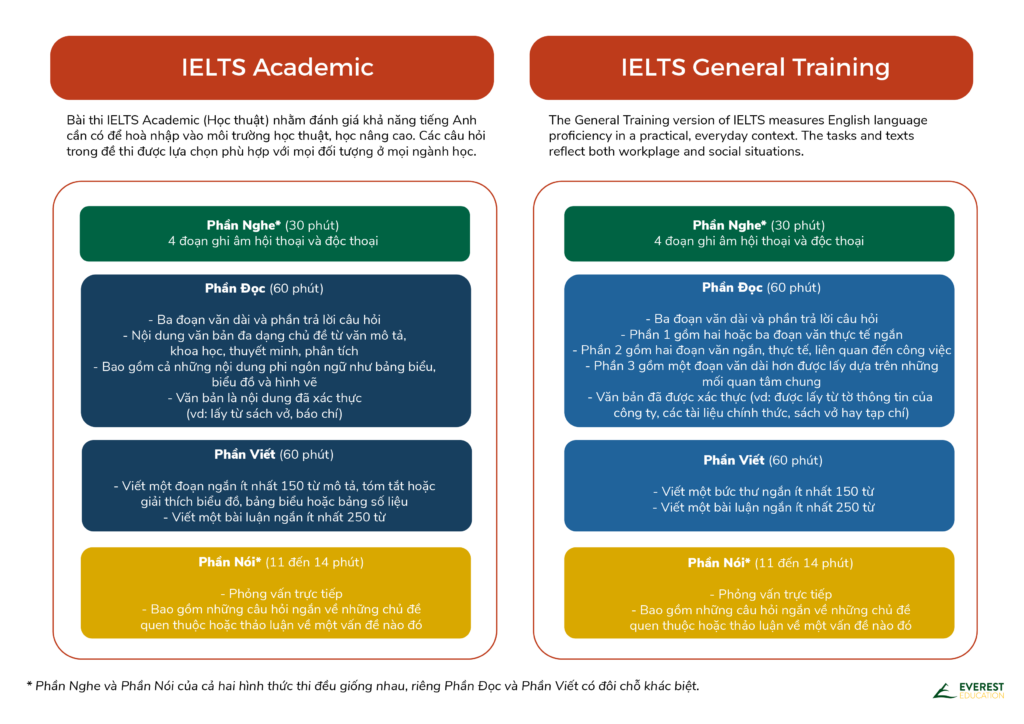 IELTS Academic
Bài thi IELTS Academic (Học thuật) nhằm đánh giá khả năng tiếng Anh
cần có để hoà nhập vào môi trường học thuật, học nâng cao. Các câu hỏi
trong đề thi được lựa chọn phù hợp với mọi đối tượng ở mọi ngành học.
Phần Nghe* (30 phút)
4 đoạn ghi âm hội thoại và độc thoại
Phần Đọc (60 phút)
- Ba đoạn văn dài và phần trả lời câu hỏi
- Nội dung văn bản đa dạng chủ đề từ văn mô tả,
khoa học, thuyết minh, phân tích
- Bao gồm cả những nội dung phi ngôn ngữ như bảng biểu,
biểu đồ và hình vẽ
- Văn bản là nội dung đã xác thực
(vd: lấy từ sách vở, báo chí)
Phần Viết (60 phút)
- Viết một đoạn ngắn ít nhất 150 từ mô tả, tóm tắt hoặc
giải thích biểu đồ, bảng biểu hoặc bảng số liệu
- Viết một bài luận ngắn ít nhất 250 từ
Phần Nói* (11 đến 14 phút)
- Phỏng vấn trực tiếp
- Bao gồm những câu hỏi ngắn về những chủ đề
quen thuộc hoặc thảo luận về một vấn đề nào đó
IELTS General Training
The General Training version of IELTS measures English language
proficiency in a practical, everyday context. The tasks and texts
reflect both workplage and social situations.
Phần Nghe* (30 phút)
4 đoạn ghi âm hội thoại và độc thoại
Phần Đọc (60 phút)
- Ba đoạn văn dài và phần trả lời câu hỏi
- Phần 1 gồm hai hoặc ba đoạn văn thực tế ngắn
- Phần 2 gồm hai đoạn văn ngắn, thực tế, liên quan đến công việc
- Phần 3 gồm một đoạn văn dài hơn được lấy dựa trên những
mối quan tâm chung
- Văn bản đã được xác thực (vd: được lấy từ tờ thông tin của
công ty, các tài liệu chính thức, sách vở hay tạp chí)
Phần Viết (60 phút)
- Viết một bức thư ngắn ít nhất 150 từ
- Viết một bài luận ngắn ít nhất 250 từ
Phần Nói* (11 đến 14 phút)
- Phỏng vấn trực tiếp
- Bao gồm những câu hỏi ngắn về những chủ đề
quen thuộc hoặc thảo luận về một vấn đề nào đó
* Phần Nghe và Phần Nói của cả hai hình thức thi đều giống nhau, riêng Phần Đọc và Phần Viết có đôi chỗ khác biệt.
EVEREST
EDUCATION